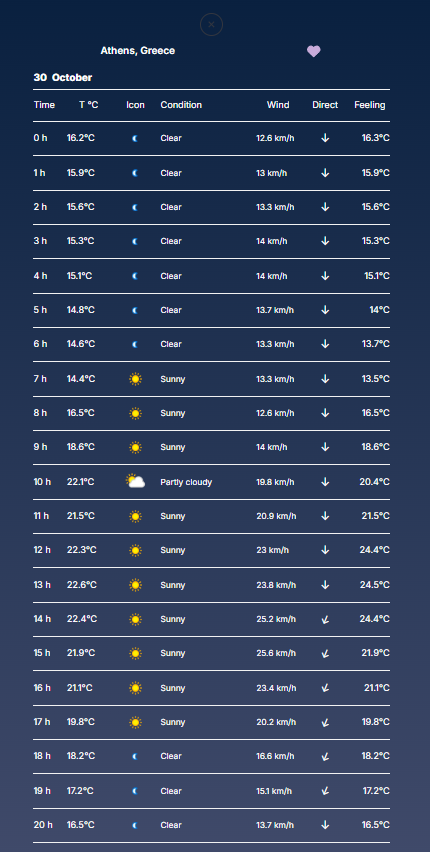 Athens, Greece
30 October
Time T °C Icon Condition Wind Direct Feeling
0 h 16.2°C Clear 12.6 km/h 16.3°C
1 h 15.9°C Clear 13 km/h 15.9°C
2 h 15.6°C Clear 13.3 km/h 15.6°C
3 h 15.3°C Clear 14 km/h 15.3°C
4 h 15.1°C Clear 14 km/h 15.1°C
5 h 14.8°C Clear 13.7 km/h 14°C
6 h 14.6°C Clear 13.3 km/h 13.7°C
7 h 14.4°C Sunny 13.3 km/h 13.5°C
8 h 16.5°C Sunny 12.6 km/h 16.5°C
9 h 18.6°C Sunny 14 km/h 18.6°C
10 h 22.1°C Partly cloudy 19.8 km/h 20.4°C
11 h 21.5°C Sunny 20.9 km/h 21.5°C
12 h 22.3°C Sunny 23 km/h 24.4°C
13 h 22.6°C Sunny 23.8 km/h 24.5°C
14 h 22.4°C Sunny 25.2 km/h 24.4°C
15 h 21.9°C Sunny 25.6 km/h 21.9°C
16 h 21.1°C Sunny 23.4 km/h 21.1°C
17 h 19.8°C Sunny 20.2 km/h 19.8°C
18 h 18.2°C Clear 16.6 km/h 18.2°C
19 h 17.2°C Clear 15.1 km/h 17.2°C
20 h 16.5°C Clear 13.7 km/h 16.5°C